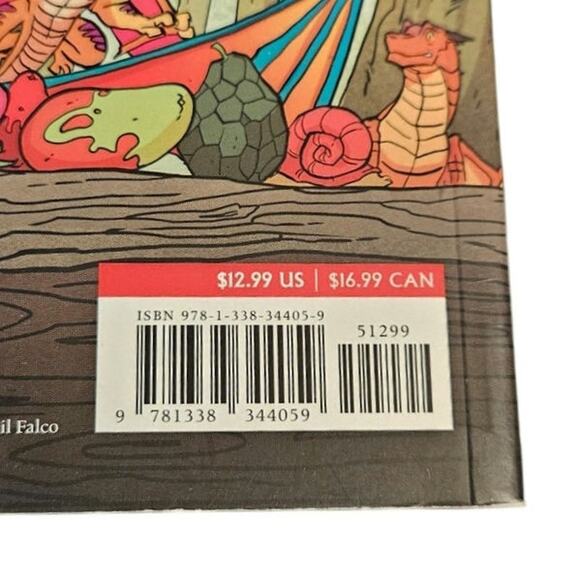 $12.99 US | $16.99 CAN
ISBN 978-1-338-34405-9
51299
9 781338 344059
il Falco